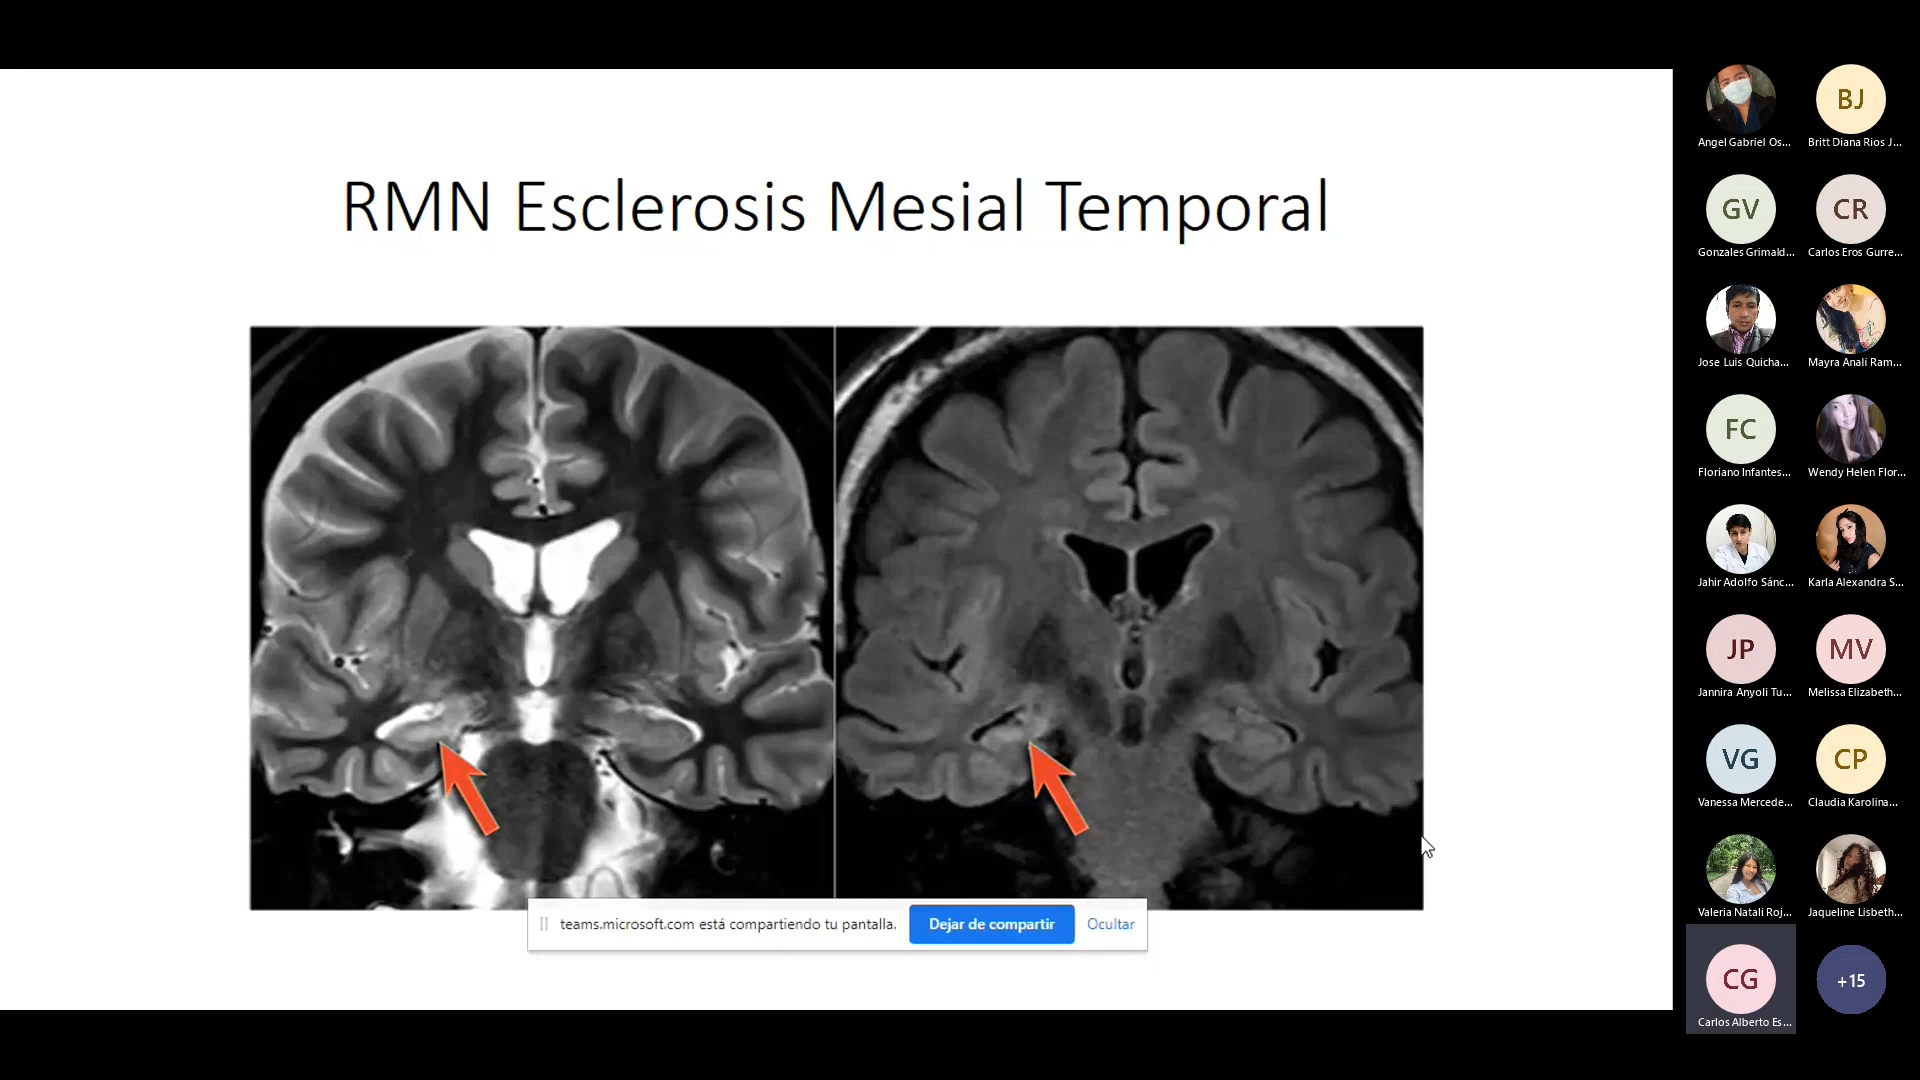 RMN Esclerosis Mesial Temporal
teams.microsoft.com está compartiendo tu pantalla.
Dejar de compartir
Ocultar
Angel Gabriel Os...
BJ
Britt Diana Rios J...
GV
Gonzales Grimald...
CR
Carlos Eros Gurre...
Jose Luis Quicha...
Mayra Anali Ram...
FC
Floriano Infantes...
Wendy Helen Flor...
Jahir Adolfo Sánc...
Karla Alexandra S...
JP
Jannira Anyoli Tu...
MV
Melissa Elizabeth...
VG
Vanessa Mercede...
CP
Claudia Karolina...
Valeria Natali Roj...
Jaqueline Lisbeth...
CG
Carlos Alberto Es...
+15